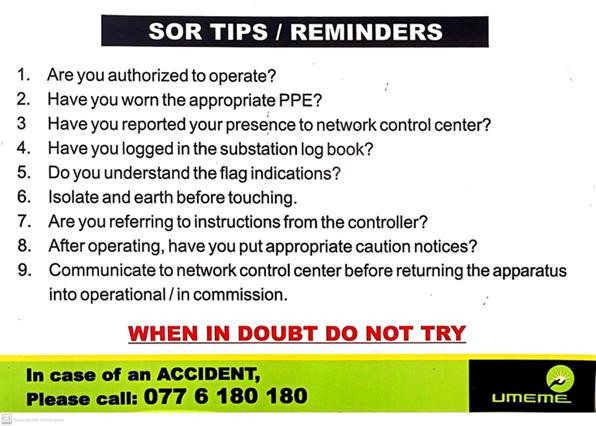 SOR TIPS / REMINDERS
1. Are you authorized to operate?
2. Have you worn the appropriate PPE?
3 Have you reported your presence to network control center?
4. Have you logged in the substation log book?
5. Do you understand the flag indications?
6. Isolate and earth before touching.
7. Are you referring to instructions from the controller?
8. After operating, have you put appropriate caution notices?
9. Communicate to network control center before returning the apparatus
into operational / in commission.
WHEN IN DOUBT DO NOT TRY
In case of an ACCIDENT,
Please call: 077 6 180 180
UMEME
CS Scanned with CamScanner